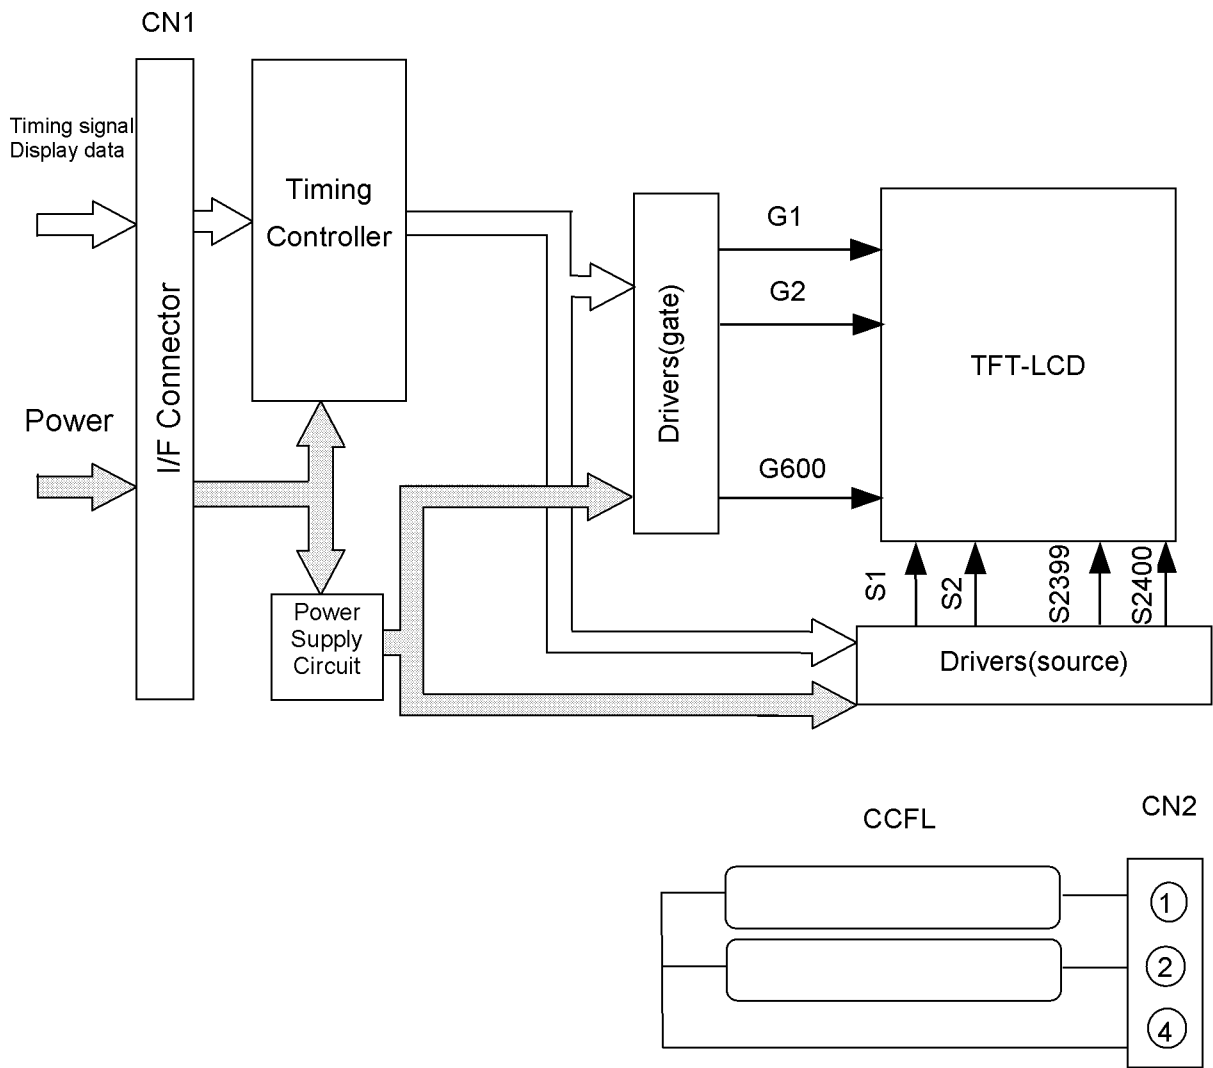 CN1
Timing signal
Display data
Timing
Controller
I/F Connector
Power
Drivers(gate)
G1
G2
G600
TFT-LCD
S1
S2
S2399
S2400
Power
Supply
Circuit
Drivers(source)
CCFL
CN2
1
2
4